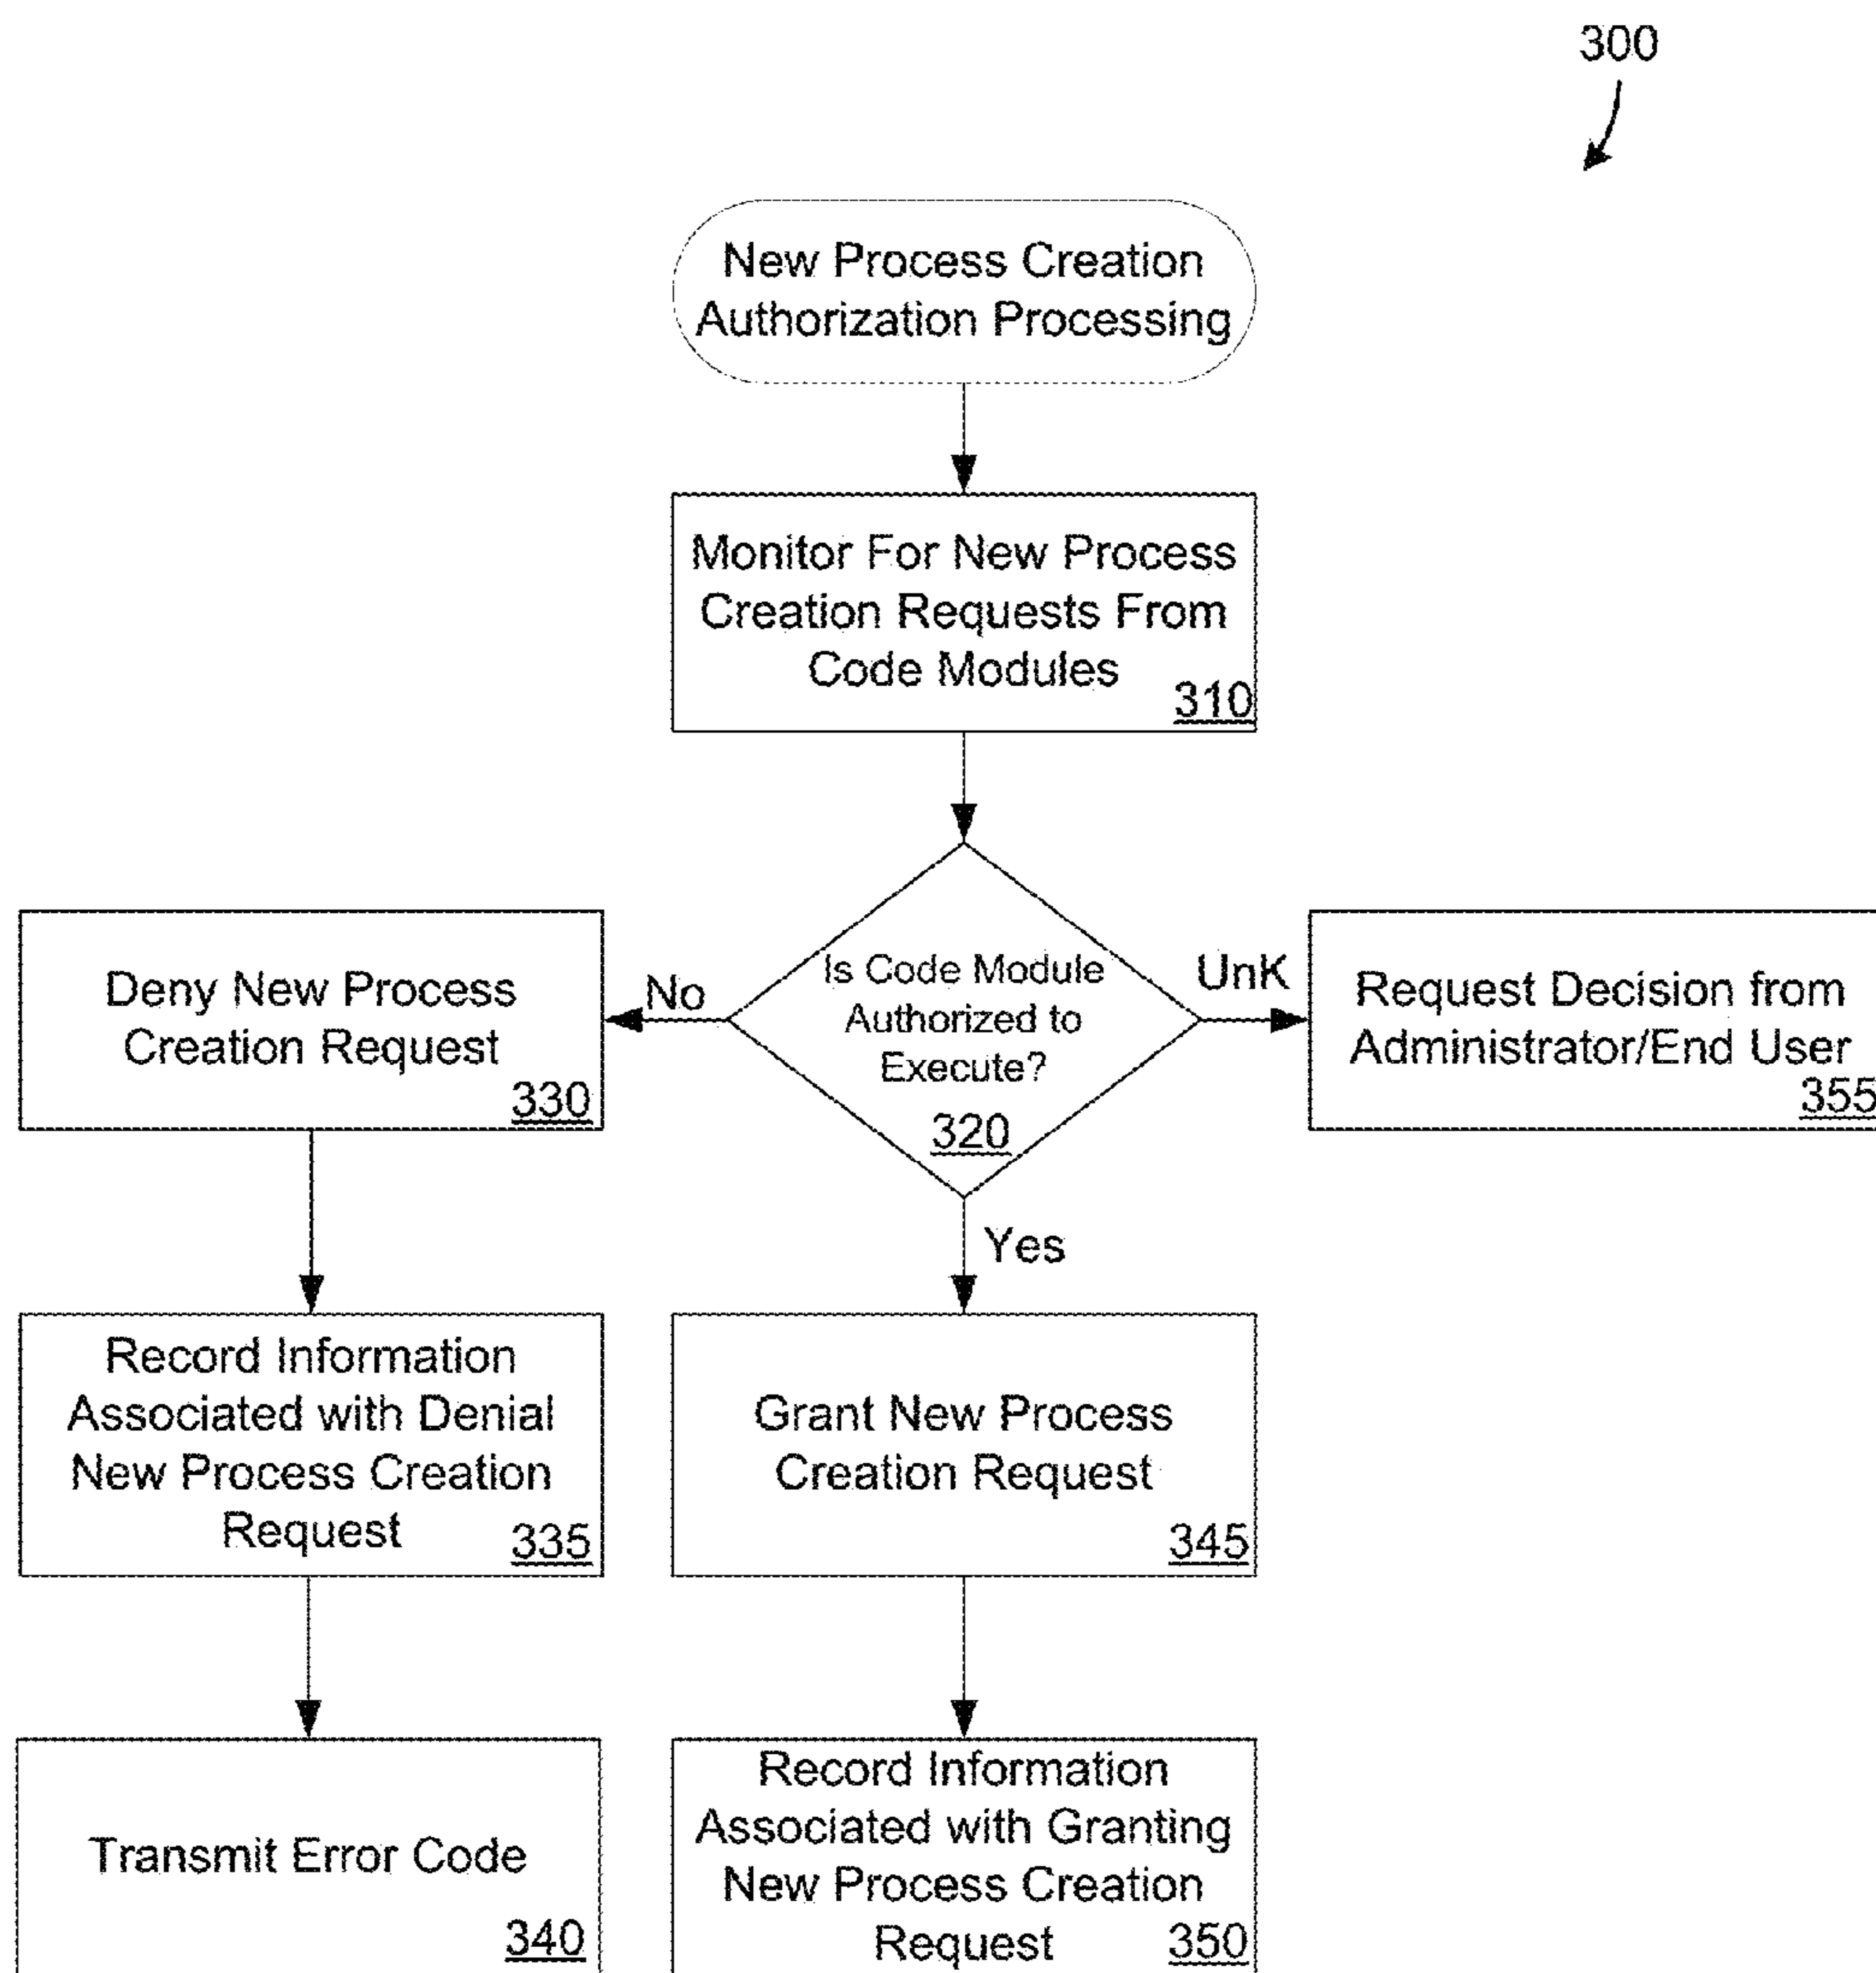 300
New Process Creation
Authorization Processing
Monitor For New Process
Creation Requests From
Code Modules
310
Is Code Module
Authorized to
Execute?
320
No
UnK
Yes
Deny New Process
Creation Request
330
Request Decision from
Administrator/End User
355
Record Information
Associated with Denial
New Process Creation
Request
335
Grant New Process
Creation Request
345
Transmit Error Code
340
Record Information
Associated with Granting
New Process Creation
Request
350